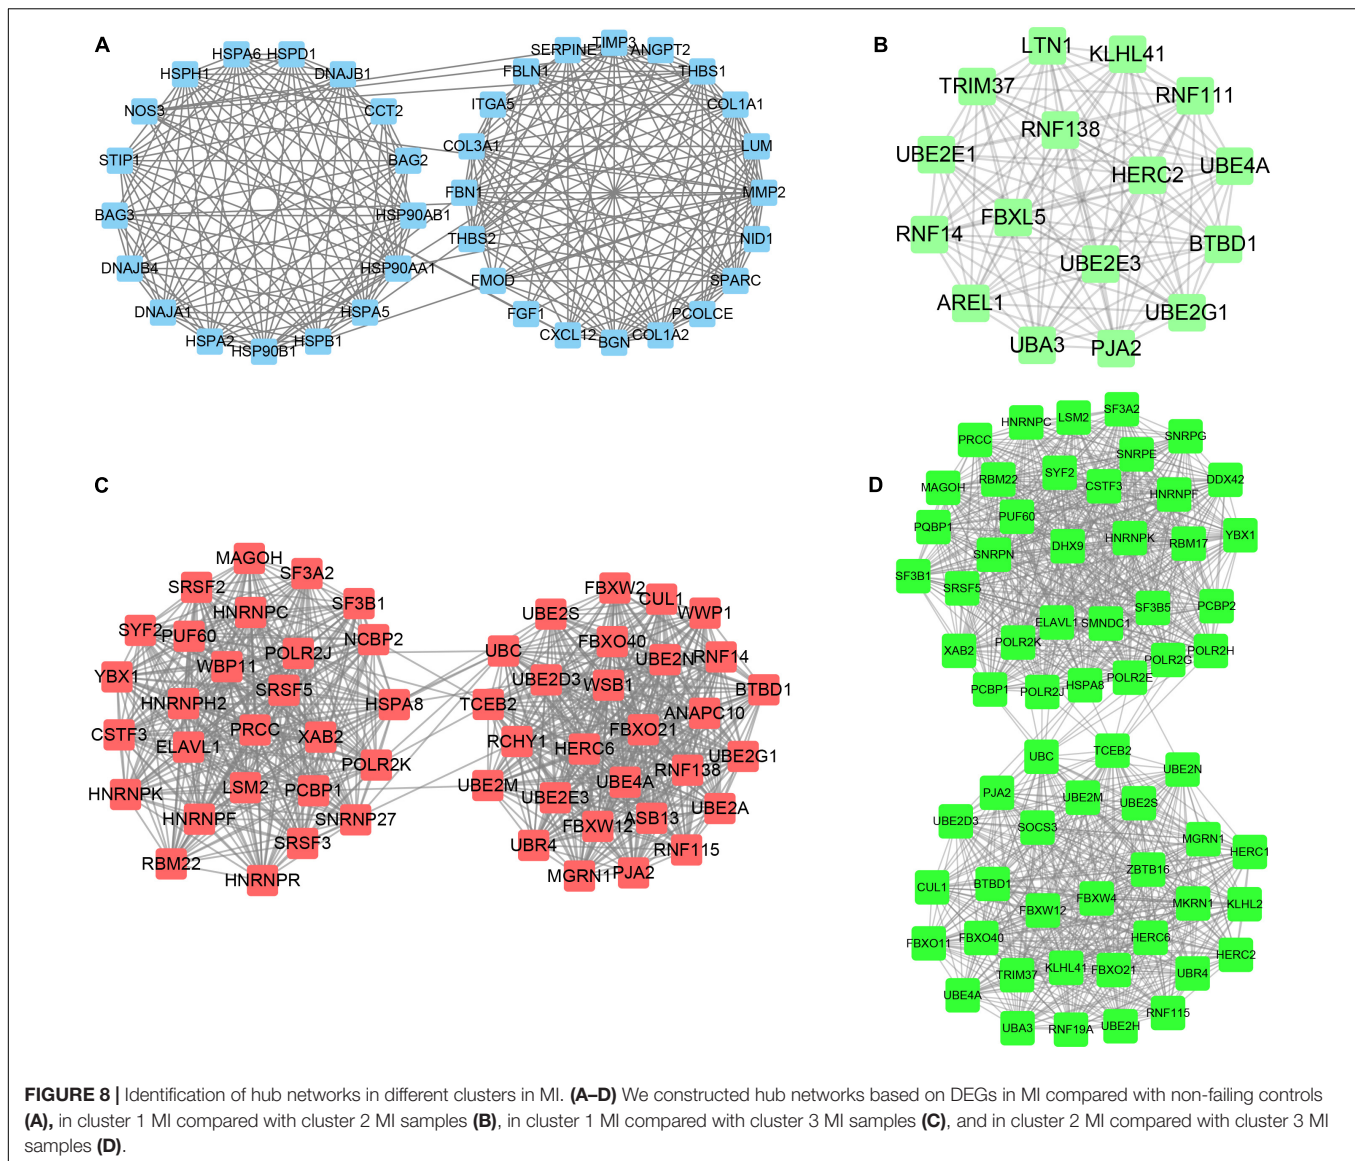 A
HSPA6
HSPD1
HSPH1
DNAJB1
NOS3
CCT2
STIP1
BAG2
BAG3
HSP90AB1
DNAJB4
HSP90AA1
DNAJA1
HSPA5
HSPA2
HSPB1
HSP90B1
SERPINE
TIMP3
ANGPT2
FBLN1
THBS1
ITGA5
COL1A1
COL3A1
LUM
FBN1
MMP2
THBS2
NID1
FMOD
SPARC
FGF1
PCOLCE
CXCL12
BGN
COL1A2
B
LTN1
KLHL41
TRIM37
RNF111
RNF138
UBE2E1
HERC2
UBE4A
FBXL5
RNF14
BTBD1
UBE2E3
AREL1
UBE2G1
UBA3
PJA2
C
MAGOH
SRSF2
SF3A2
HNRNPC
SF3B1
SYF2
PUF60
NCBP2
WBP11
POLR2J
YBX1
SRSF5
HNRNPH2
HSPA8
CSTF3
PRCC
ELAVL1
XAB2
POLR2K
HNRNPK
LSM2
PCBP1
HNRNPF
SNRNP27
SRSF3
RBM22
HNRNPR
FBXW2
UBE2S
CUL1
WWP1
UBC
FBXO40
UBE2N
RNF14
UBE2D3
WSB1
BTBD1
TCEB2
ANAPC10
RCHY1
FBXO21
HERC6
UBE2G1
UBE2M
RNF138
UBE4A
UBE2E3
UBE2A
FBXW12
ASB13
UBR4
RNF115
MGRN1
PJA2
D
SF3A2
HNRNPC
LSM2
PRCC
SNRPG
SNRPE
SYF2
RBM22
DDX42
MAGOH
CSTF3
HNRNPF
PUF60
PQBP1
YBX1
HNRNPK
DHX9
RBM17
SNRPN
SF3B1
SRSF5
SF3B5
PCBP2
ELAVL1
SMNDC1
XAB2
POLR2K
POLR2G
POLR2H
PCBP1
POLR2J
HSPA8
POLR2E
UBC
TCEB2
UBE2N
PJA2
UBE2M
UBE2S
UBE2D3
SOCS3
MGRN1
HERC1
ZBTB16
CUL1
BTBD1
FBXW4
MKRN1
KLHL2
FBXW12
FBXO11
FBXO40
HERC6
HERC2
TRIM37
KLHL41
FBXO21
UBR4
UBE4A
RNF115
UBA3
RNF19A
UBE2H
FIGURE 8 | Identification of hub networks in different clusters in MI. (A–D) We constructed hub networks based on DEGs in MI compared with non-failing controls
(A), in cluster 1 MI compared with cluster 2 MI samples (B), in cluster 1 MI compared with cluster 3 MI samples (C), and in cluster 2 MI compared with cluster 3 MI
samples (D).